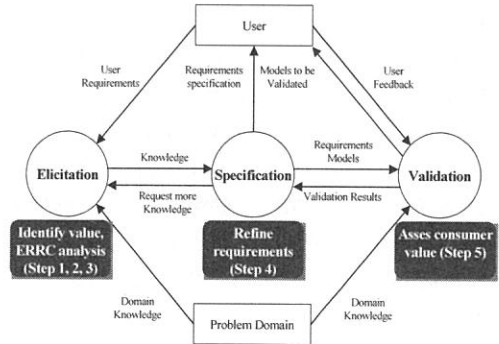 User
User
Requirements
Requirements
specification
Models to be
Validated
User
Feedback
Elicitation
Knowledge
Specification
Requirements
Models
Validation
Request more
Knowledge
Validation Results
Identify value,
ERRC analysis
(Step 1, 2, 3)
Refine
requirements
(Step 4)
Asses consumer
value (Step 5)
Domain
Knowledge
Problem Domain
Domain
Knowledge